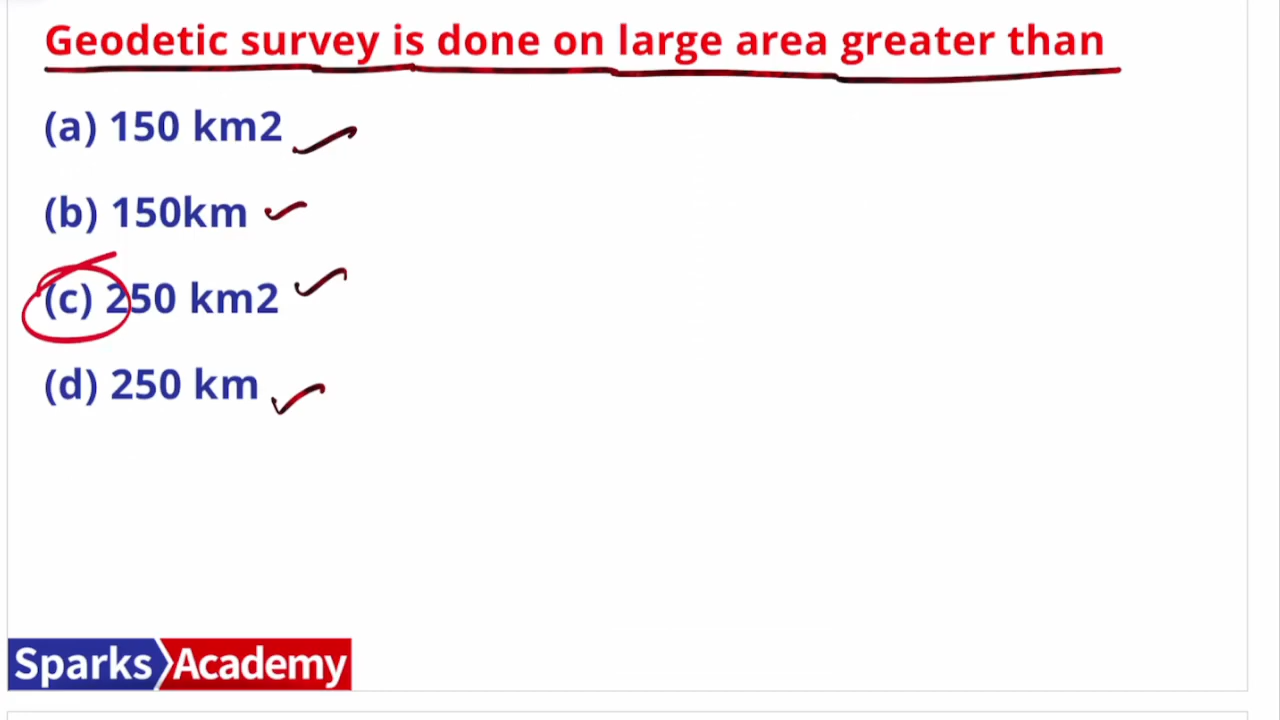 Geodetic survey is done on large area greater than
(a) 150 km2
(b) 150km
(c) 250 km2
(d) 250 km
Sparks Academy